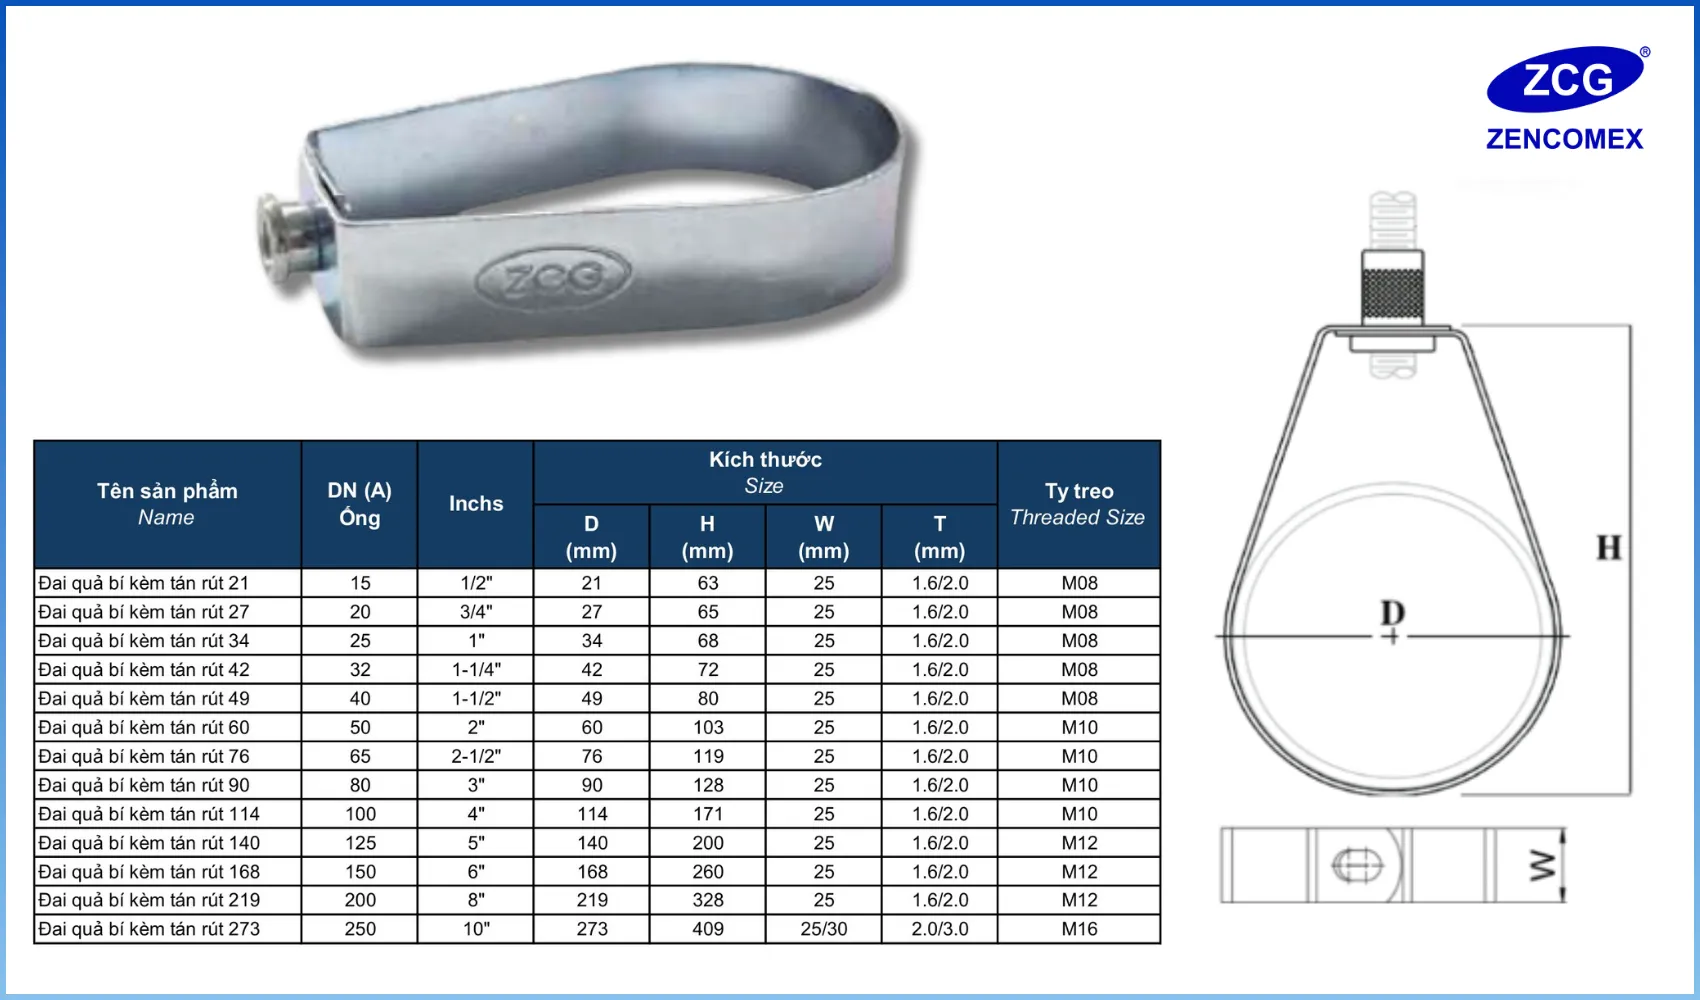 ZCG®
ZENCOMEX
ZCG
Tên sản phẩm
Name
DN (A)
Ống
Inchs
Kích thước
Size
D
(mm)
H
(mm)
W
(mm)
T
(mm)
Ty treo
Threaded Size
Đai quả bí kèm tán rút 21 15 1/2" 21 63 25 1.6/2.0 M08
Đai quả bí kèm tán rút 27 20 3/4" 27 65 25 1.6/2.0 M08
Đai quả bí kèm tán rút 34 25 1" 34 68 25 1.6/2.0 M08
Đai quả bí kèm tán rút 42 32 1-1/4" 42 72 25 1.6/2.0 M08
Đai quả bí kèm tán rút 49 40 1-1/2" 49 80 25 1.6/2.0 M08
Đai quả bí kèm tán rút 60 50 2" 60 103 25 1.6/2.0 M10
Đai quả bí kèm tán rút 76 65 2-1/2" 76 119 25 1.6/2.0 M10
Đai quả bí kèm tán rút 90 80 3" 90 128 25 1.6/2.0 M10
Đai quả bí kèm tán rút 114 100 4" 114 171 25 1.6/2.0 M10
Đai quả bí kèm tán rút 140 125 5" 140 200 25 1.6/2.0 M12
Đai quả bí kèm tán rút 168 150 6" 168 260 25 1.6/2.0 M12
Đai quả bí kèm tán rút 219 200 8" 219 328 25 1.6/2.0 M12
Đai quả bí kèm tán rút 273 250 10" 273 409 25/30 2.0/3.0 M16
H
D
W